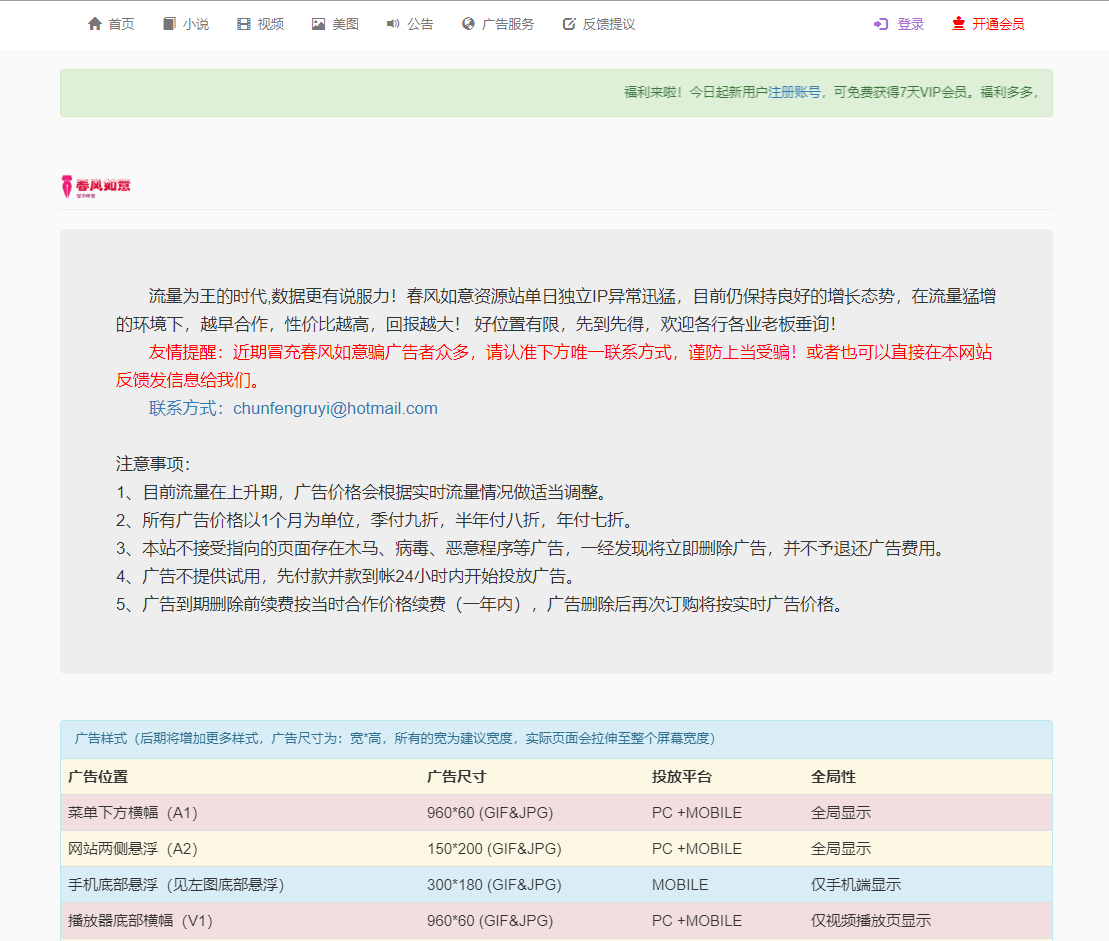 首页 小说 视频 美图 公告 广告服务 反馈提议 登录 开通会员
福利来啦！今日起新用户注册账号，可免费获得7天VIP会员。福利多多，
春风如意
流量为王的时代,数据更有说服力！春风如意资源站单日独立IP异常迅猛，目前仍保持良好的增长态势，在流量猛增
的环境下，越早合作，性价比越高，回报越大！ 好位置有限，先到先得，欢迎各行各业老板垂询！
友情提醒：近期冒充春风如意骗广告者众多，请认准下方唯一联系方式，谨防上当受骗！或者也可以直接在本网站
反馈发信息给我们。
联系方式：chunfengruyi@hotmail.com
注意事项：
1、目前流量在上升期，广告价格会根据实时流量情况做适当调整。
2、所有广告价格以1个月为单位，季付九折，半年付八折，年付七折。
3、本站不接受指向的页面存在木马、病毒、恶意程序等广告，一经发现将立即删除广告，并不予退还广告费用。
4、广告不提供试用，先付款并款到帐24小时内开始投放广告。
5、广告到期删除前续费按当时合作价格续费（一年内），广告删除后再次订购将按实时广告价格。
广告样式（后期将增加更多样式，广告尺寸为：宽*高，所有的宽为建议宽度，实际页面会拉伸至整个屏幕宽度）
广告位置 广告尺寸 投放平台 全局性
菜单下方横幅（A1） 960*60 (GIF&JPG) PC +MOBILE 全局显示
网站两侧悬浮（A2） 150*200 (GIF&JPG) PC +MOBILE 全局显示
手机底部悬浮（见左图底部悬浮） 300*180 (GIF&JPG) MOBILE 仅手机端显示
播放器底部横幅（V1） 960*60 (GIF&JPG) PC +MOBILE 仅视频播放页显示